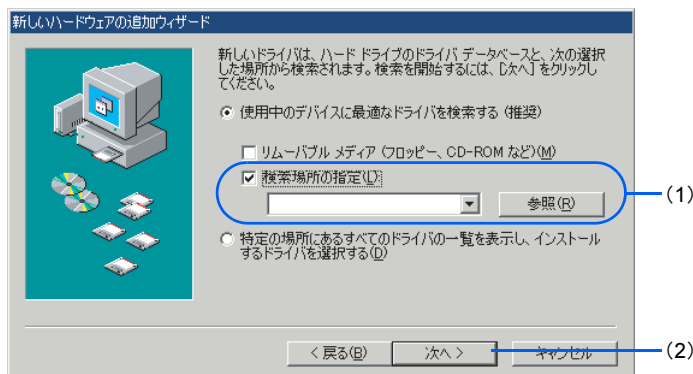 新しいハードウェアの追加ウィザード
新しいドライバは、ハード ドライブのドライバ データベースと、次の選択
した場所から検索されます。検索を開始するには、[次へ] をクリックし
てください。
使用中のデバイスに最適なドライバを検索する (推奨)
リムーバブル メディア (フロッピー、CD-ROM など)(M)
検索場所の指定(L)
参照(R)
(1)
特定の場所にあるすべてのドライバの一覧を表示し、インストール
するドライバを選択する(D)
< 戻る(B)
次へ >
キャンセル
(2)